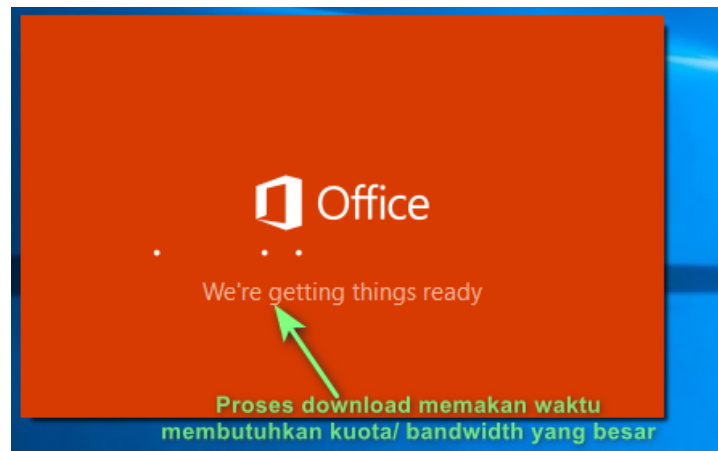 Office
We're getting things ready
Proses download memakan waktu
membutuhkan kuota/ bandwidth yang besar